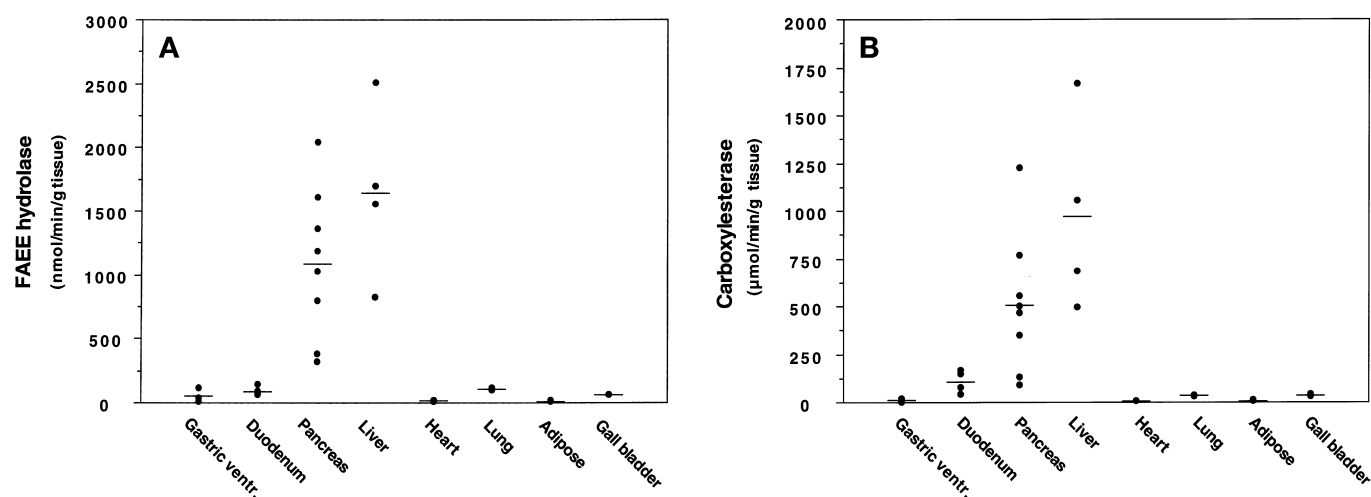 A
FAEE hydrolase
(nmol/min/g tissue)
3000
2500
2000
1500
1000
500
0
Gastric ventr.
Duodenum
Pancreas
Liver
Heart
Lung
Adipose
Gall bladder
B
Carboxylesterase
(µmol/min/g tissue)
2000
1750
1500
1250
1000
750
500
250
0
Gastric ventr.
Duodenum
Pancreas
Liver
Heart
Lung
Adipose
Gall bladder